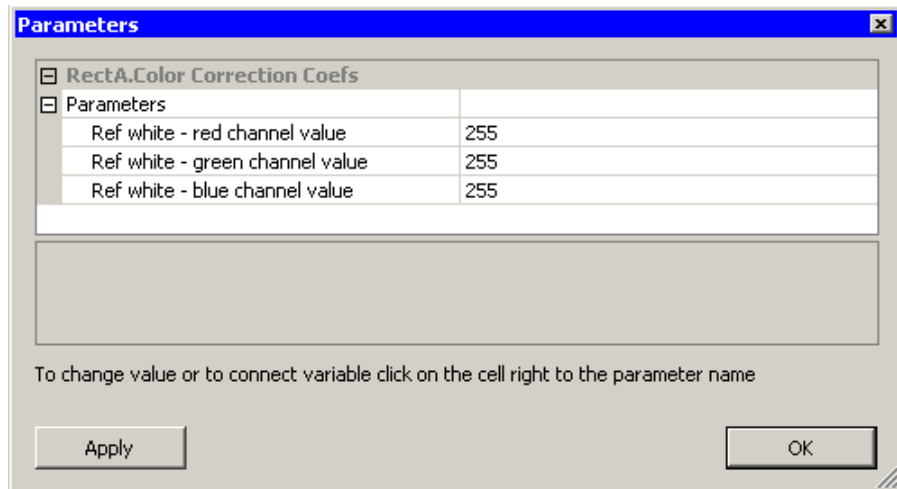 Parameters
RectA.Color Correction Coefs
Parameters
Ref white - red channel value 255
Ref white - green channel value 255
Ref white - blue channel value 255
To change value or to connect variable click on the cell right to the parameter name
Apply OK